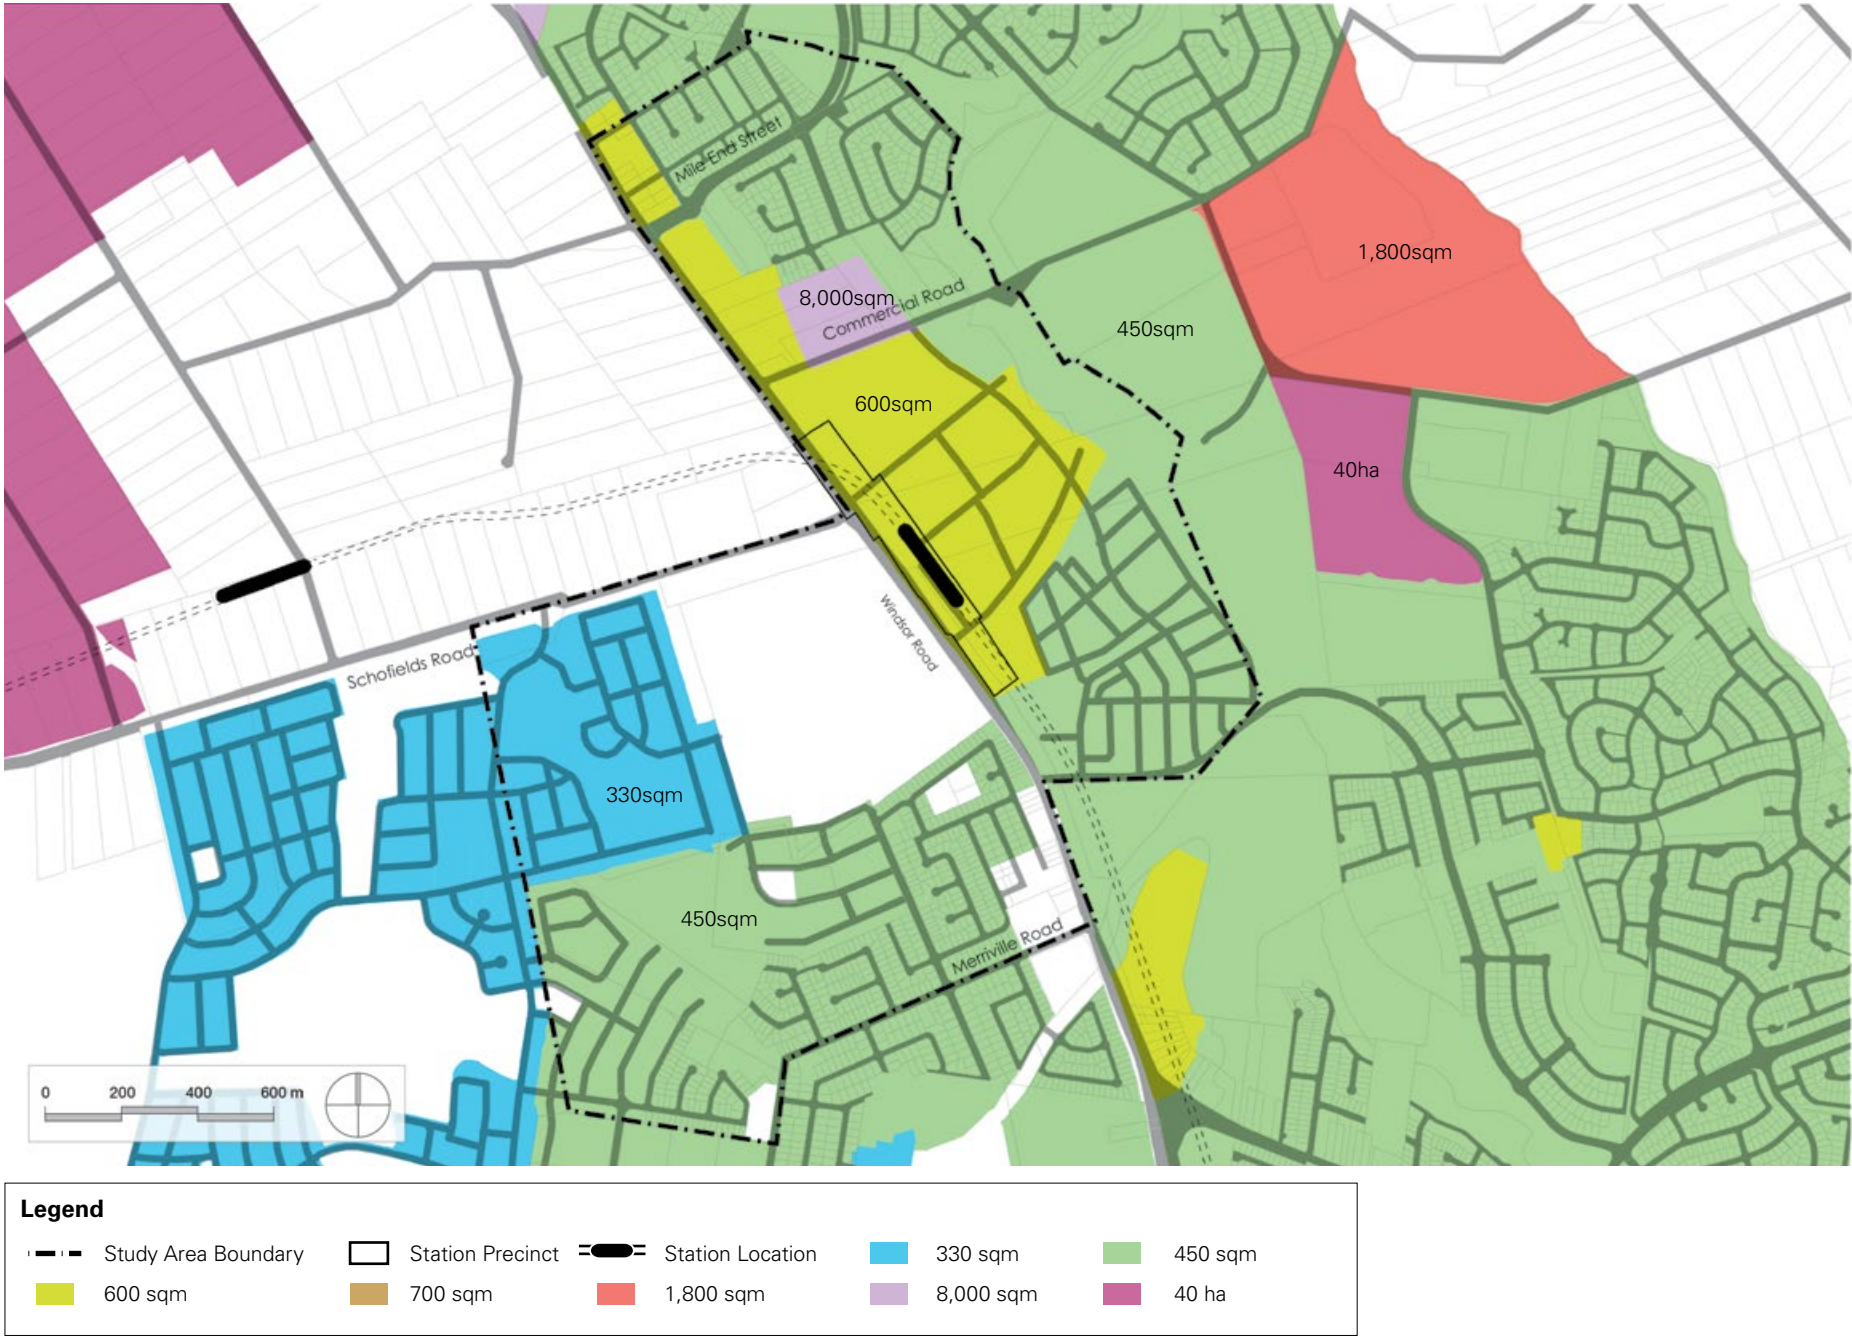 Mile End Street
1,800sqm
8,000sqm
Commercial Road
450sqm
600sqm
40ha
Windsor Road
Schofields Road
330sqm
450sqm
Merriville Road
0 200 400 600 m
Legend
Study Area Boundary Station Precinct Station Location 330 sqm 450 sqm
600 sqm 700 sqm 1,800 sqm 8,000 sqm 40 ha